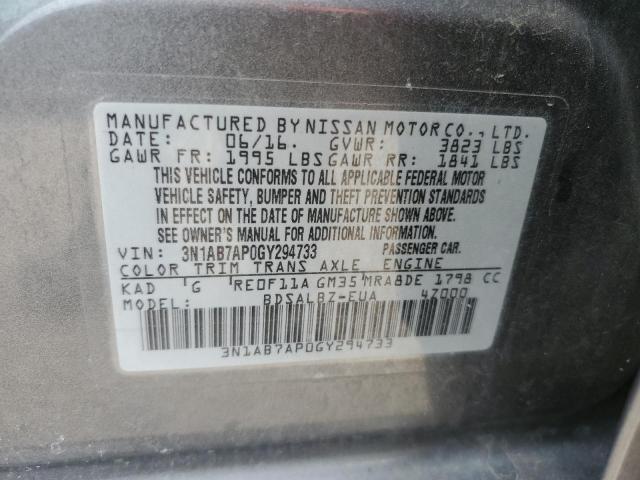 MANUFACTURED BY NISSAN MOTOR CO., LTD.
DATE: 06/16. GVWR: 3823 LBS
GAWR FR: 1995 LBS GAWR RR: 1841 LBS
THIS VEHICLE CONFORMS TO ALL APPLICABLE FEDERAL MOTOR
VEHICLE SAFETY, BUMPER AND THEFT PREVENTION STANDARDS
IN EFFECT ON THE DATE OF MANUFACTURE SHOWN ABOVE.
SEE OWNER'S MANUAL FOR ADDITIONAL INFORMATION.
VIN: 3N1AB7AP0GY294733 PASSENGER CAR.
COLOR TRIM TRANS AXLE ENGINE
KAD G RE0F11A GM35 MRA8DE 1798 CC
MODEL: BDSALBZ-EUA 4Z000
3N1AB7AP0GY294733